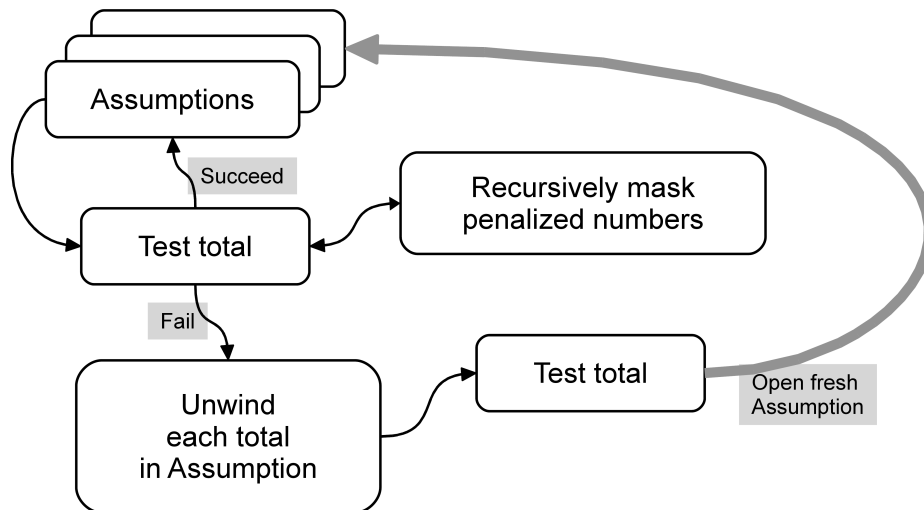 Assumptions
Succeed
Recursively mask
penalized numbers
Test total
Fail
Test total
Open fresh
Assumption
Unwind
each total
in Assumption